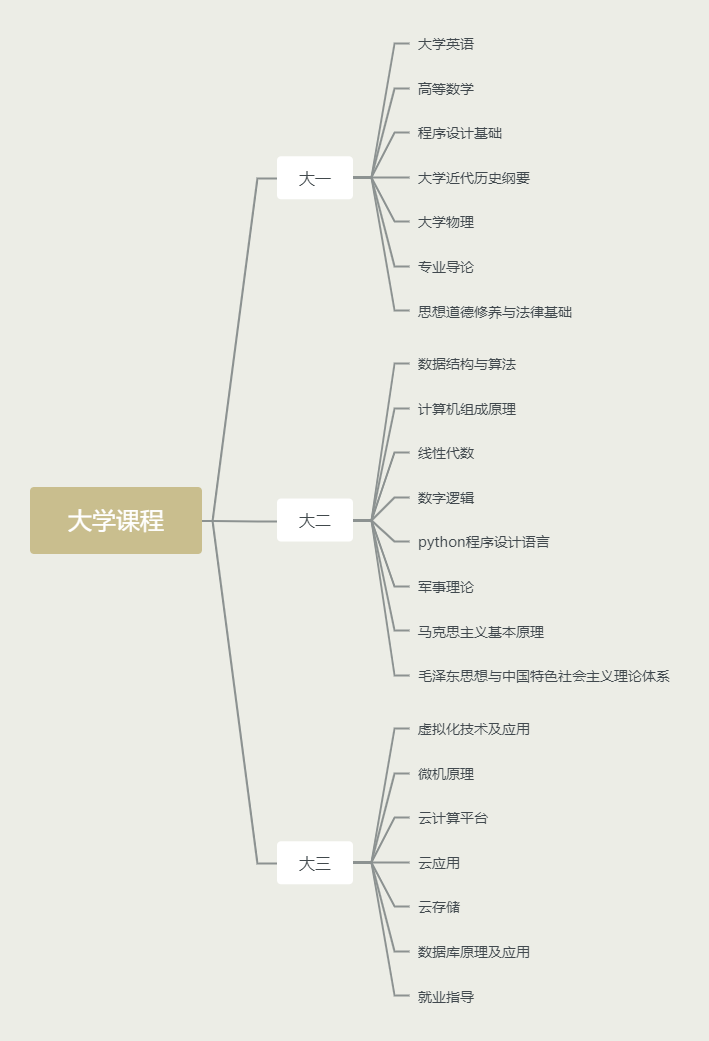 大学课程
大一
大学英语
高等数学
程序设计基础
大学近代历史纲要
大学物理
专业导论
思想道德修养与法律基础
大二
数据结构与算法
计算机组成原理
线性代数
数字逻辑
python程序设计语言
军事理论
马克思主义基本原理
毛泽东思想与中国特色社会主义理论体系
大三
虚拟化技术及应用
微机原理
云计算平台
云应用
云存储
数据库原理及应用
就业指导